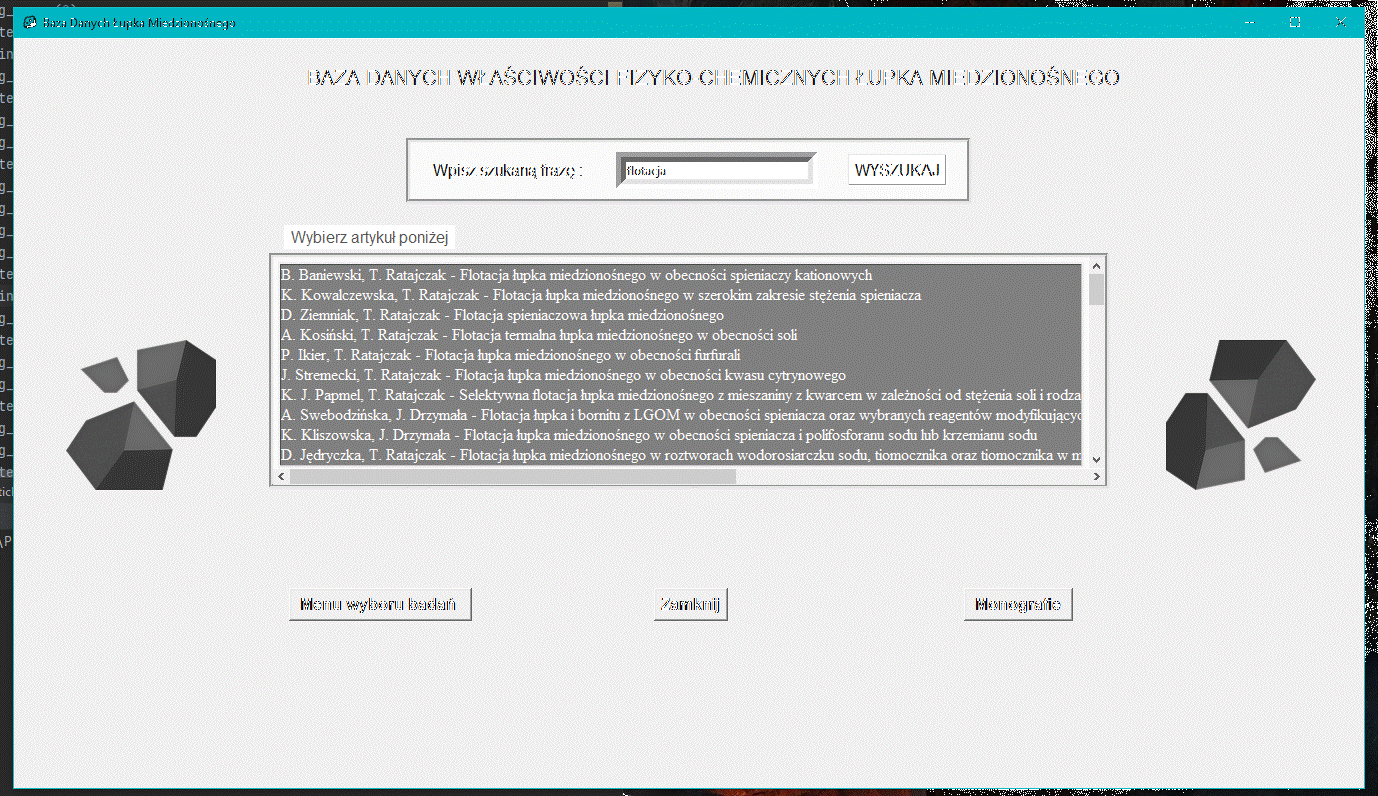 Baza Danych Łupka Miedzionośnego
BAZA DANYCH WŁAŚCIWOŚCI FIZYKO-CHEMICZNYCH ŁUPKA MIEDZIONOŚNEGO
Wpisz szukaną frazę :
flotacja
WYSZUKAJ
Wybierz artykuł poniżej
B. Baniewski, T. Ratajczak - Flotacja łupka miedzionośnego w obecności spieniaczy kationowych
K. Kowalczewska, T. Ratajczak - Flotacja łupka miedzionośnego w szerokim zakresie stężenia spieniacza
D. Ziemniak, T. Ratajczak - Flotacja spieniaczowa łupka miedzionośnego
A. Kosiński, T. Ratajczak - Flotacja termalna łupka miedzionośnego w obecności soli
P. Ikier, T. Ratajczak - Flotacja łupka miedzionośnego w obecności furfurali
J. Stremecki, T. Ratajczak - Flotacja łupka miedzionośnego w obecności kwasu cytrynowego
K. J. Papmel, T. Ratajczak - Selektywna flotacja łupka miedzionośnego z mieszaniny z kwarcem w zależności od stężenia soli i rodza
A. Swebodzińska, J. Drzymała - Flotacja łupka i bornitu z LGOM w obecności spieniacza oraz wybranych reagentów modyfikującyc
K. Kliszowska, J. Drzymała - Flotacja łupka miedzionośnego w obecności spieniacza i polifosforanu sodu lub krzemianu sodu
D. Jędryczka, T. Ratajczak - Flotacja łupka miedzionośnego w roztworach wodorosiarczku sodu, tiomocznika oraz tiomocznika w m
Menu wyboru badań
Zamknij
Monografie